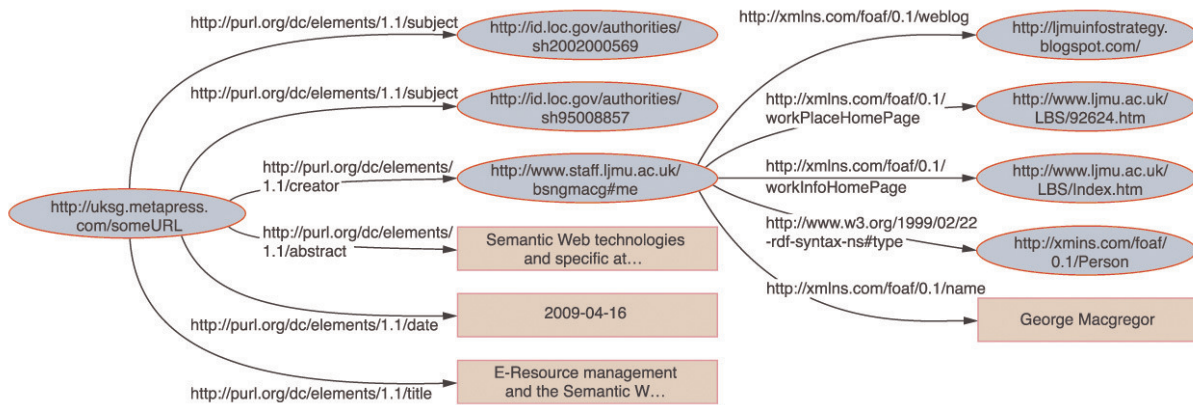 http://purl.org/dc/elements/1.1/subject
http://id.loc.gov/authorities/
sh2002000569
http://purl.org/dc/elements/1.1/subject
http://id.loc.gov/authorities/
sh95008857
http://purl.org/dc/elements/
1.1/creator
http://www.staff.ljmu.ac.uk/
bsngmacg#me
http://uksg.metapress.
com/someURL
http://purl.org/dc/elements/
1.1/abstract
Semantic Web technologies
and specific at…
http://purl.org/dc/elements/1.1/date
2009-04-16
http://purl.org/dc/elements/1.1/title
E-Resource management
and the Semantic W…
http://xmlns.com/foaf/0.1/weblog
http://ljmuinfostrategy.
blogspot.com/
http://xmlns.com/foaf/0.1/
workPlaceHomePage
http://www.ljmu.ac.uk/
LBS/92624.htm
http://xmlns.com/foaf/0.1/
workInfoHomePage
http://www.ljmu.ac.uk/
LBS/Index.htm
http://www.w3.org/1999/02/22
-rdf-syntax-ns#type
http://xmins.com/foaf/
0.1/Person
http://xmlns.com/foaf/0.1/name
George Macgregor